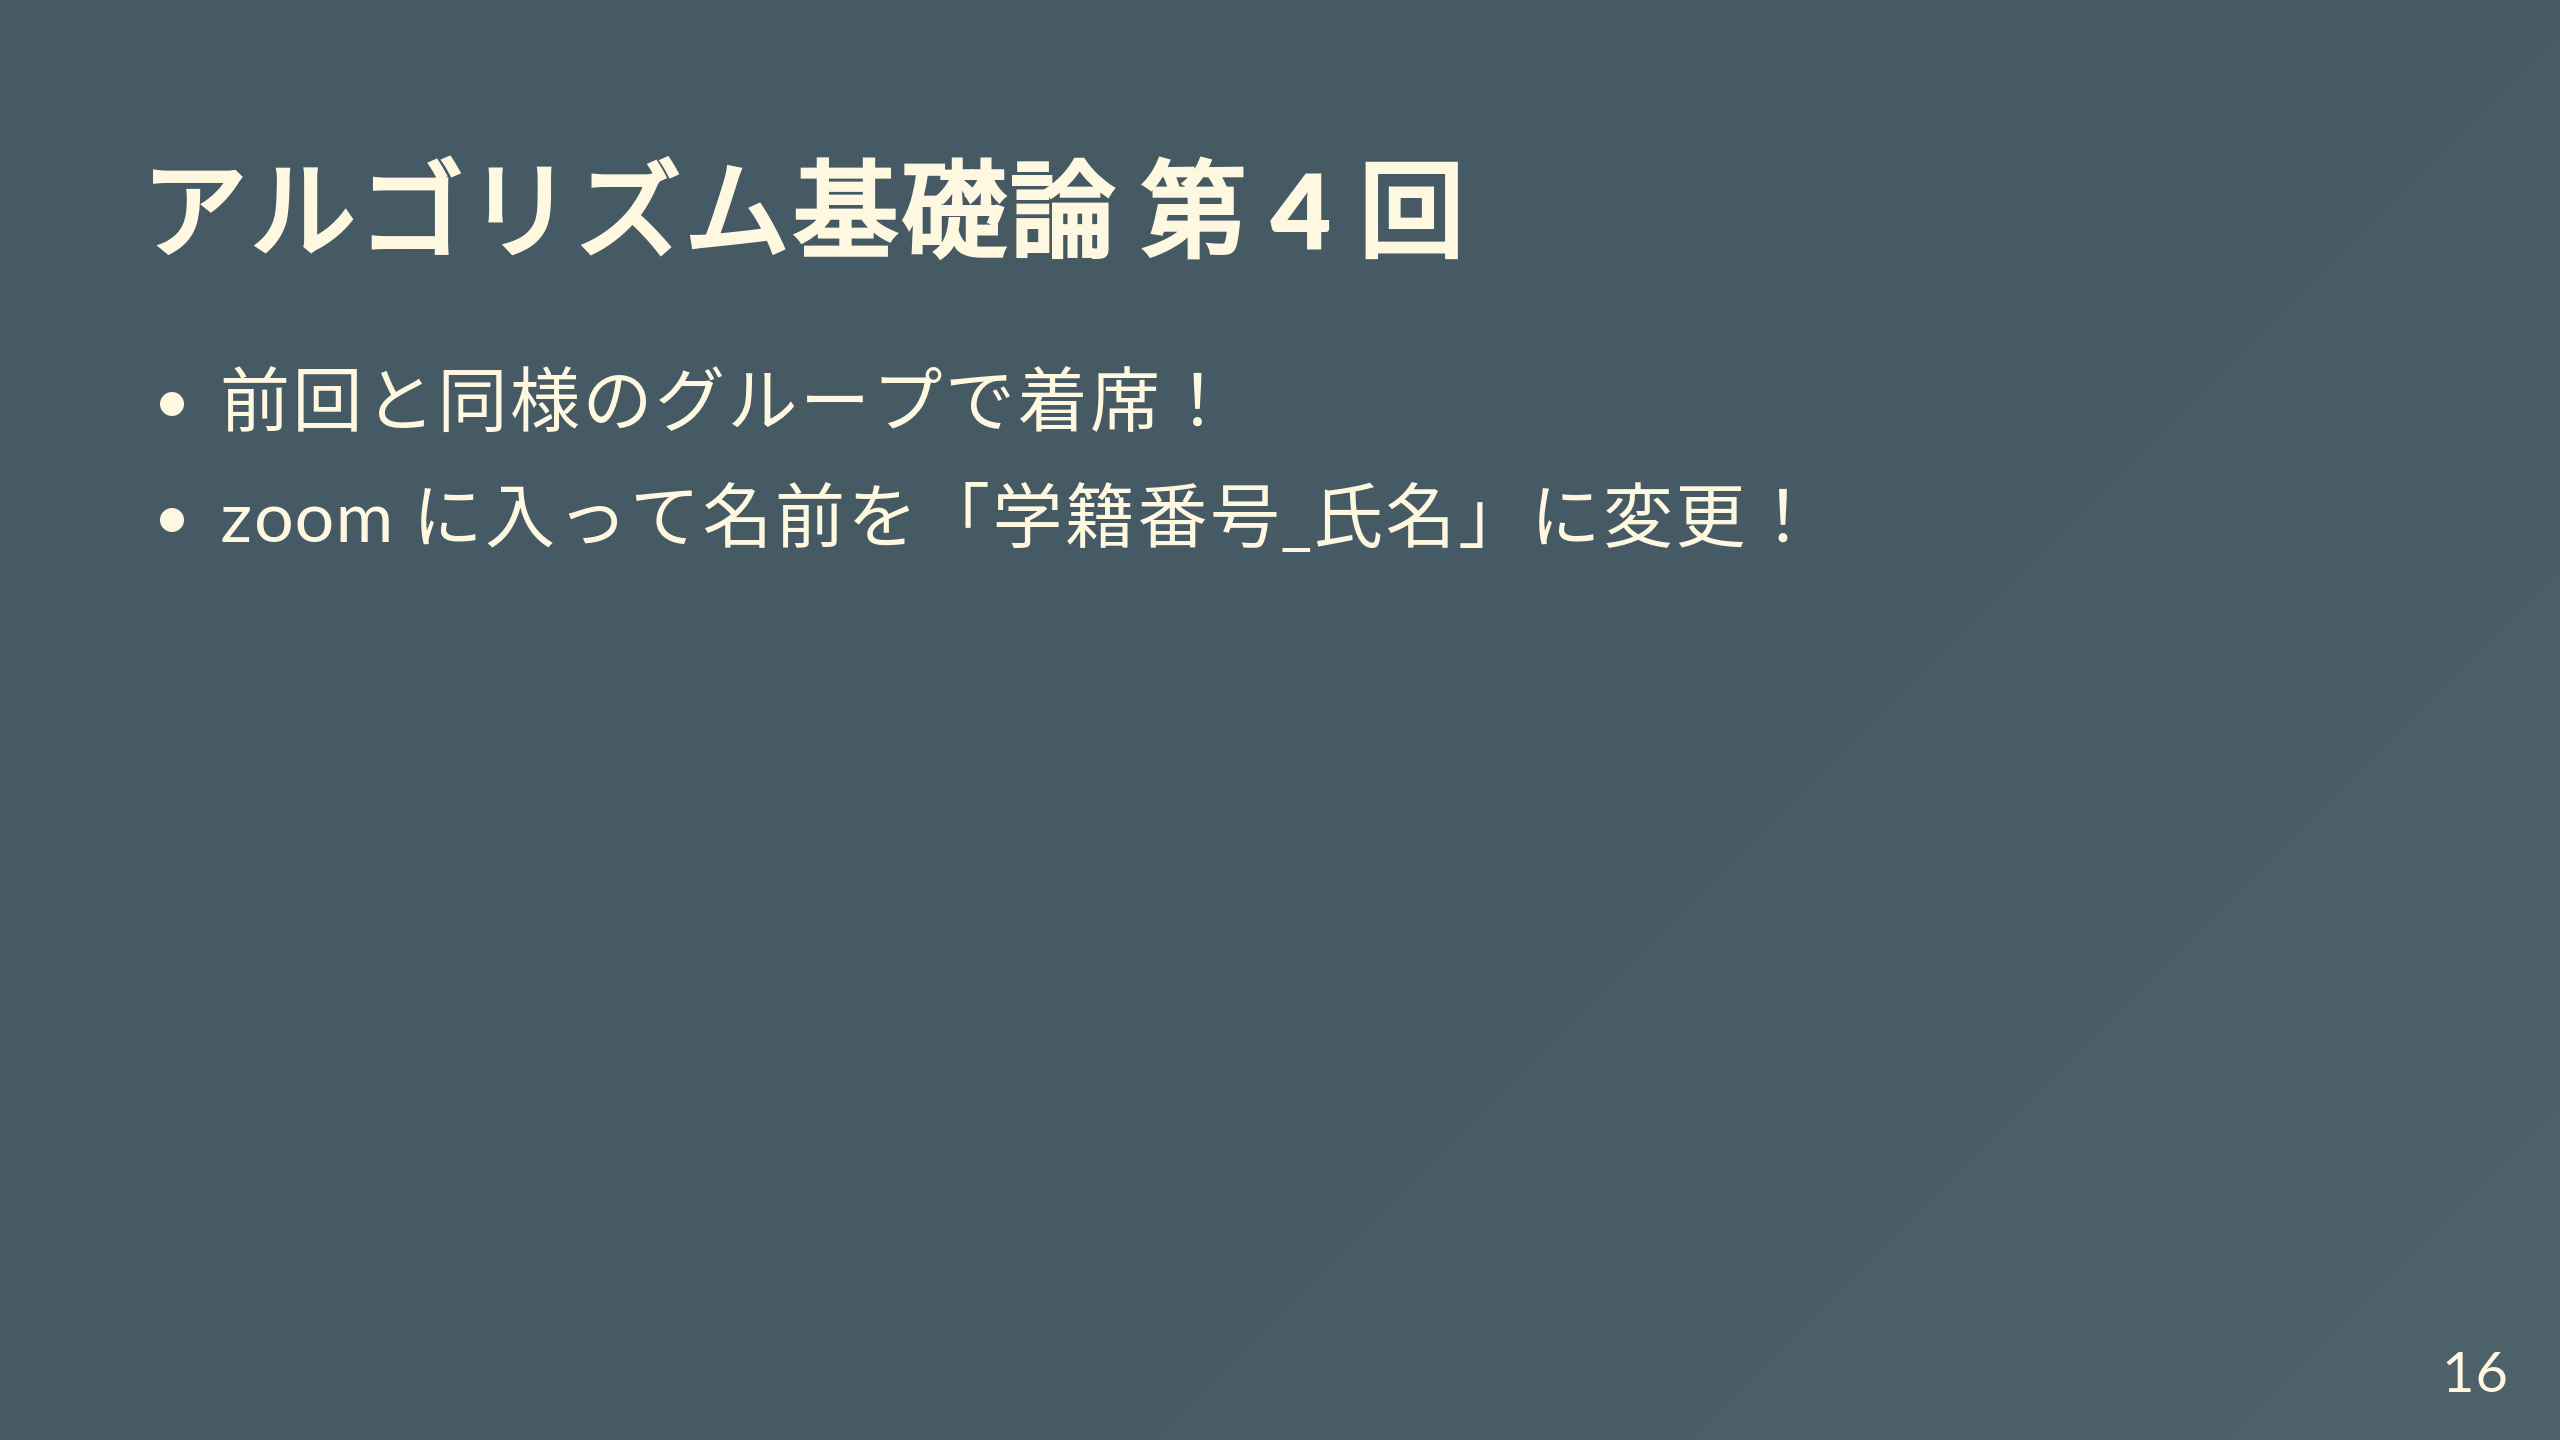 アルゴリズム基礎論 第 4 回
• 前回と同様のグループで着席！
• zoom に入って名前を「学籍番号_氏名」に変更！
16